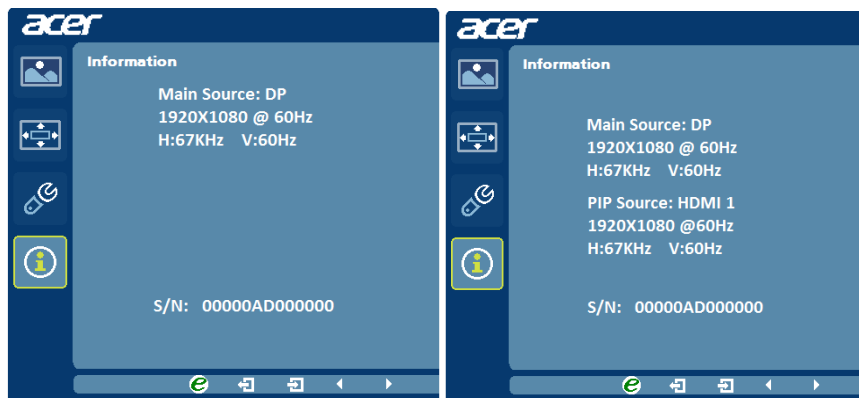 acer
Information
Main Source: DP
1920X1080 @ 60Hz
H:67KHz V:60Hz
S/N: 00000AD000000
acer
Information
Main Source: DP
1920X1080 @ 60Hz
H:67KHz V:60Hz
PIP Source: HDMI 1
1920X1080 @60Hz
H:67KHz V:60Hz
S/N: 00000AD000000